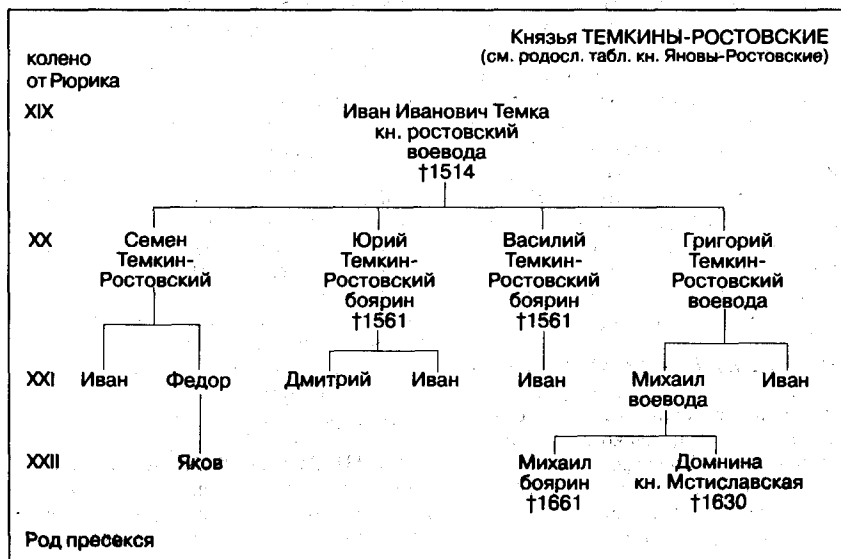 Князья ТЕМКИНЫ-РОСТОВСКИЕ
(см. родосл. табл. кн. Яновы-Ростовские)
колено
от Рюрика
XIX
Иван Иванович Темка
кн. ростовский
воевода
†1514
XX
Семен
Темкин-
Ростовский
Юрий
Темкин-
Ростовский
боярин
†1561
Василий
Темкин-
Ростовский
боярин
†1561
Григорий
Темкин-
Ростовский
воевода
XXI
Иван
Федор
Дмитрий
Иван
Иван
Михаил
воевода
Иван
XXII
Яков
Михаил
боярин
†1661
Домнина
кн. Мстиславская
†1630
Род пресекся